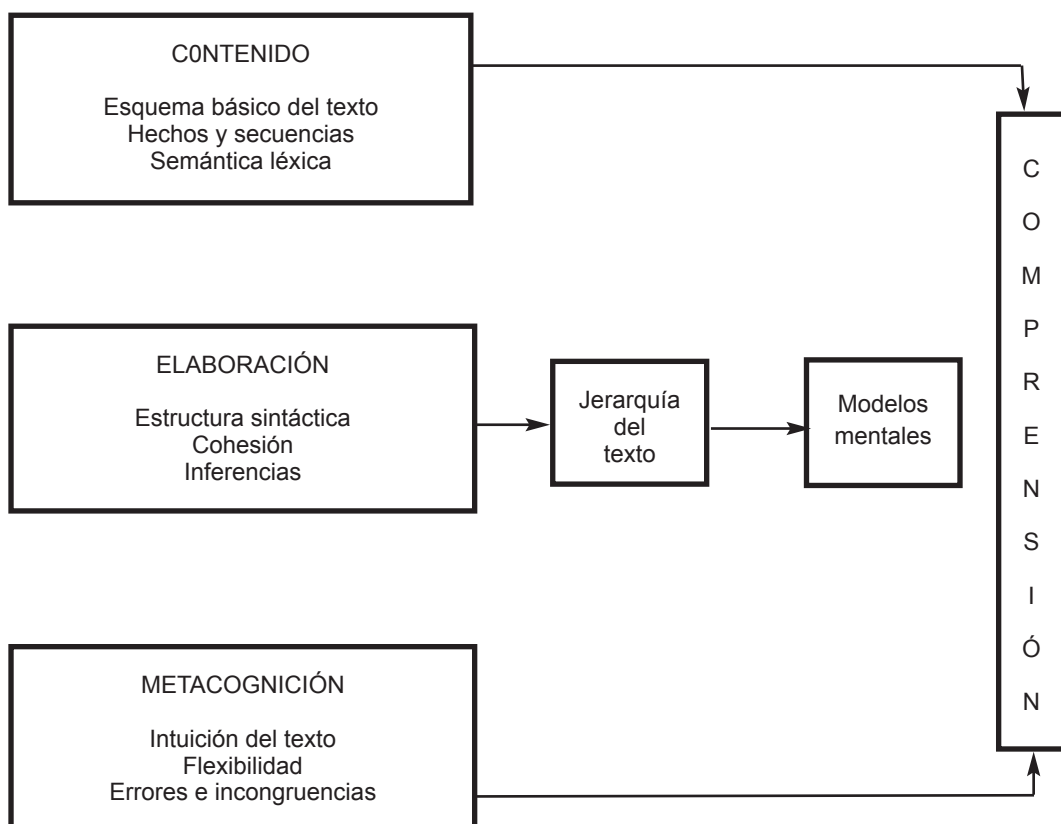 C0NTENIDO
Esquema básico del texto
Hechos y secuencias
Semántica léxica
ELABORACIÓN
Estructura sintáctica
Cohesión
Inferencias
Jerarquía
del
texto
Modelos
mentales
METACOGNICIÓN
Intuición del texto
Flexibilidad
Errores e incongruencias
C
O
M
P
R
E
N
S
I
Ó
N